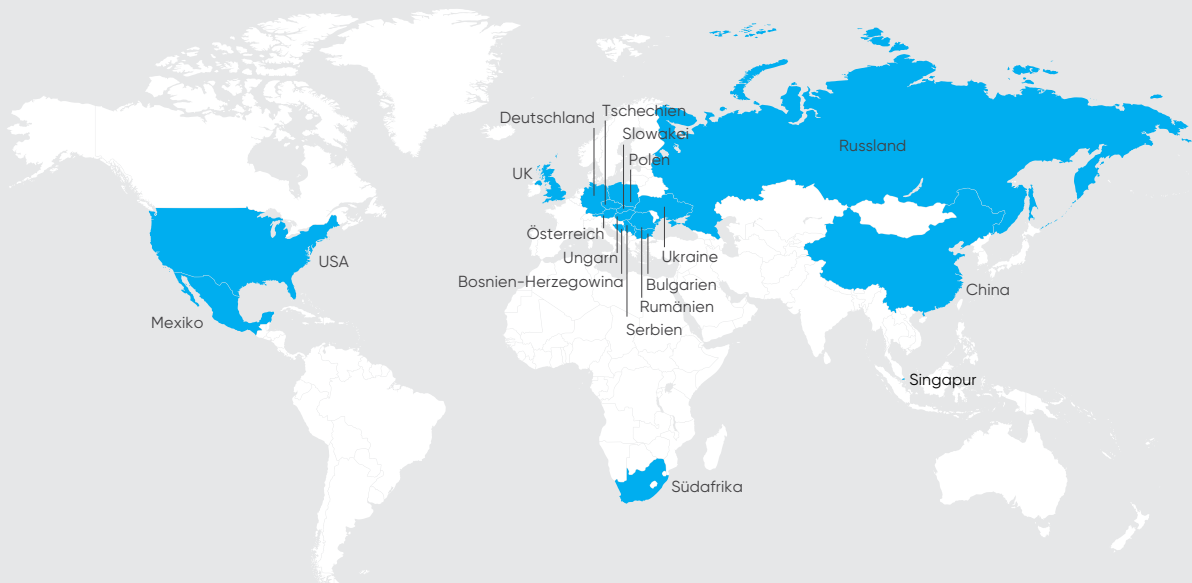 Deutschland
Tschechien
Slowakei
Polen
Russland
UK
Österreich
Ungarn
Ukraine
USA
Bosnien-Herzegowina
Bulgarien
China
Rumänien
Mexiko
Serbien
Singapur
Südafrika